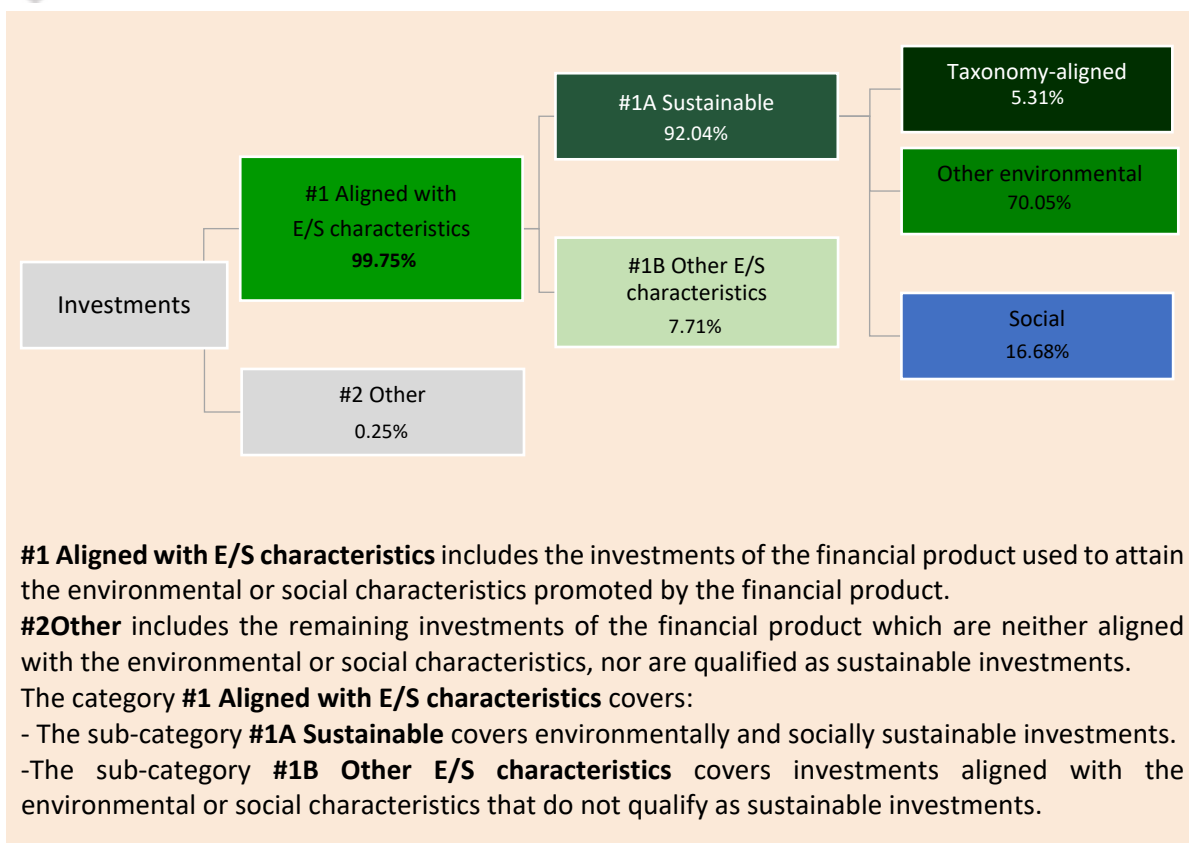 Investments
#1 Aligned with
E/S characteristics
99.75%
#2 Other
0.25%
#1A Sustainable
92.04%
#1B Other E/S
characteristics
7.71%
Taxonomy-aligned
5.31%
Other environmental
70.05%
Social
16.68%
#1 Aligned with E/S characteristics includes the investments of the financial product used to attain
the environmental or social characteristics promoted by the financial product.
#2Other includes the remaining investments of the financial product which are neither aligned
with the environmental or social characteristics, nor are qualified as sustainable investments.
The category #1 Aligned with E/S characteristics covers:
- The sub-category #1A Sustainable covers environmentally and socially sustainable investments.
-The sub-category #1B Other E/S characteristics covers investments aligned with the
environmental or social characteristics that do not qualify as sustainable investments.